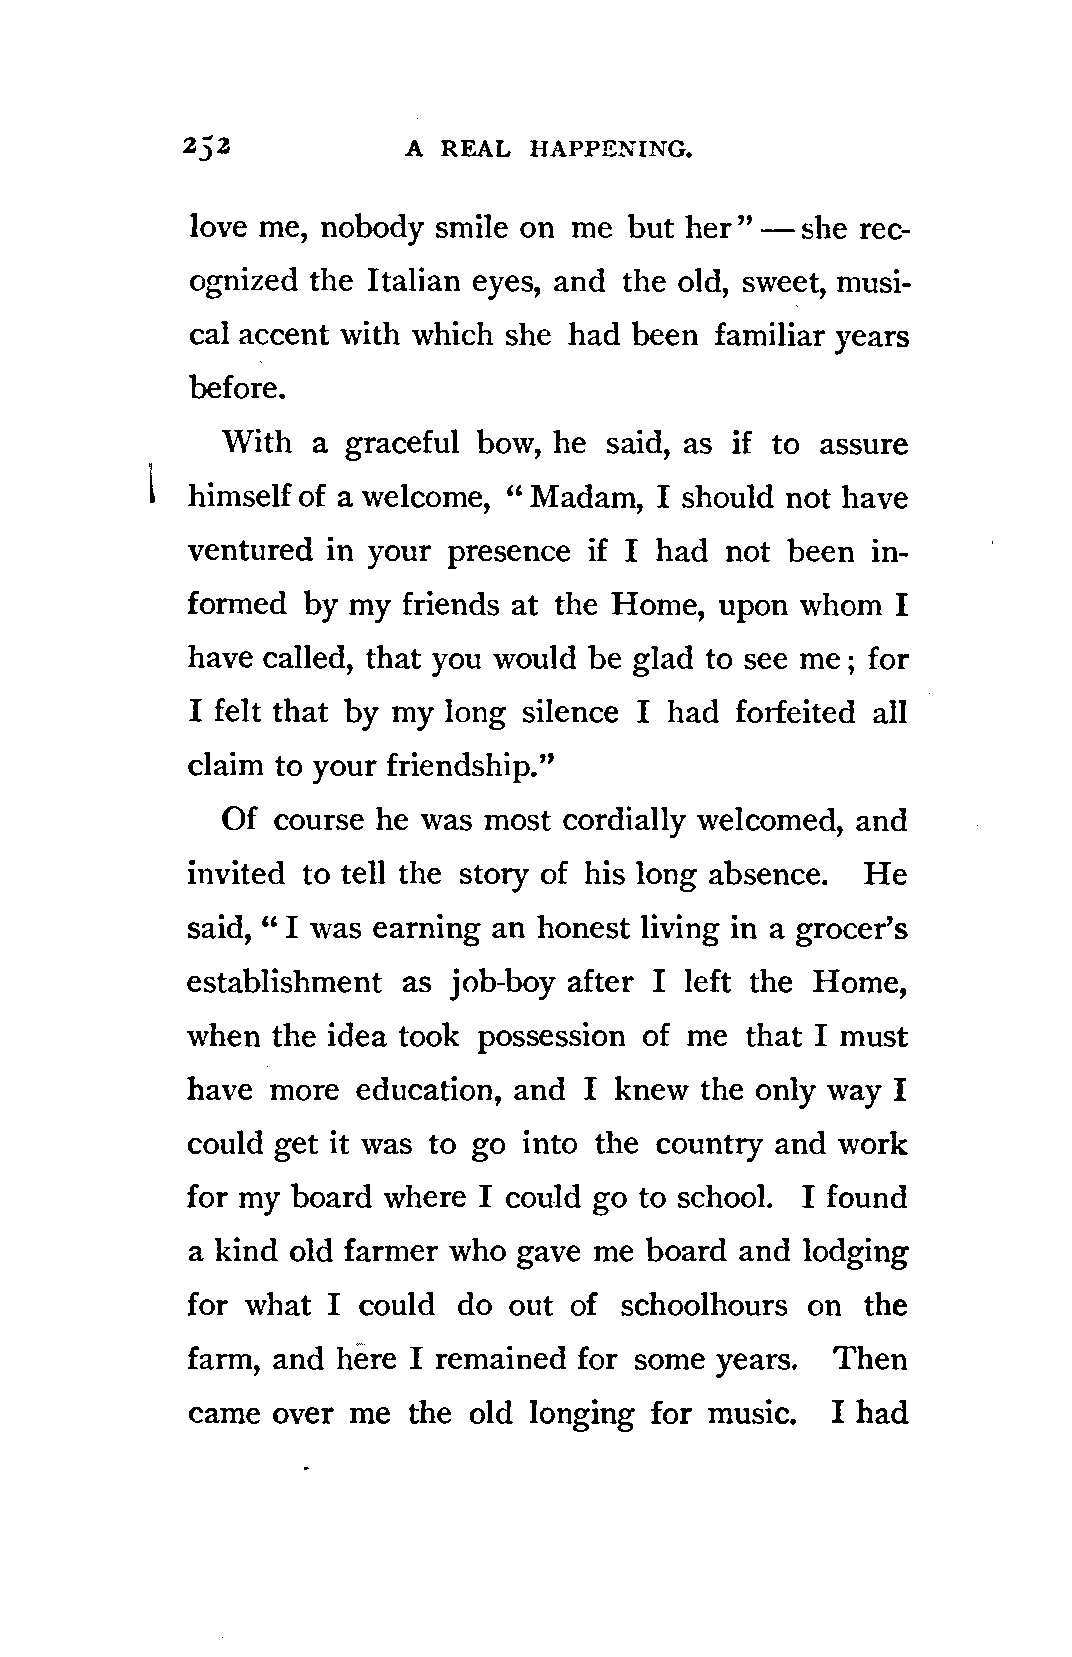 252 A REAL HAPPENING.
love me, nobody smile on me but her" — she rec-
ognized the Italian eyes, and the old, sweet, musi-
cal accent with which she had been familiar years
before.
With a graceful bow, he said, as if to assure
himself of a welcome, "Madam, I should not have
ventured in your presence if I had not been in-
formed by my friends at the Home, upon whom I
have called, that you would be glad to see me; for
I felt that by my long silence I had forfeited all
claim to your friendship."
Of course he was most cordially welcomed, and
invited to tell the story of his long absence. He
said, "I was earning an honest living in a grocer's
establishment as job-boy after I left the Home,
when the idea took possession of me that I must
have more education, and I knew the only way I
could get it was to go into the country and work
for my board where I could go to school. I found
a kind old farmer who gave me board and lodging
for what I could do out of schoolhours on the
farm, and here I remained for some years. Then
came over me the old longing for music. I had